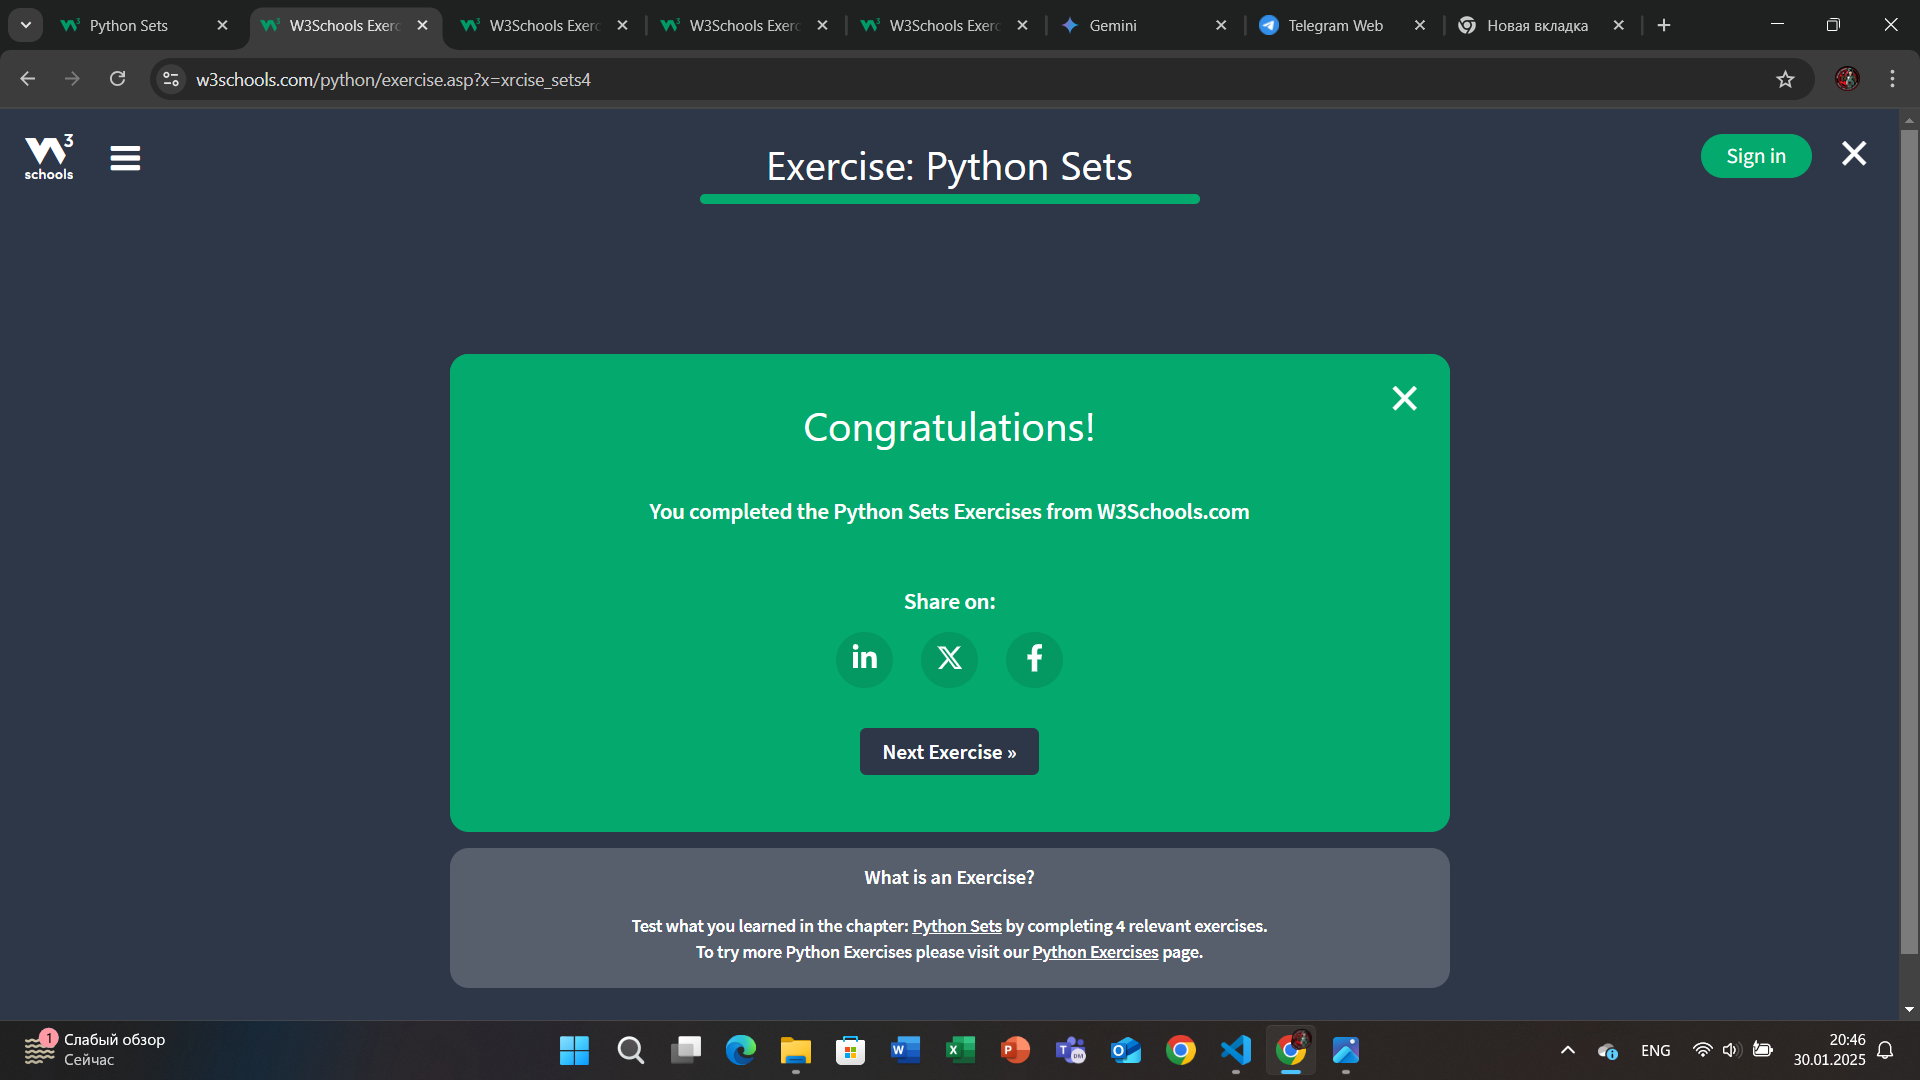 Python Sets
W3Schools Exerc
W3Schools Exerc
W3Schools Exerc
W3Schools Exerc
Gemini
Telegram Web
Новая вкладка
w3schools.com/python/exercise.asp?x=xrcise_sets4
3
schools
Exercise: Python Sets
Sign in
Congratulations!
You completed the Python Sets Exercises from W3Schools.com
Share on:
in
X
f
Next Exercise »
What is an Exercise?
Test what you learned in the chapter: Python Sets by completing 4 relevant exercises.
To try more Python Exercises please visit our Python Exercises page.
1
Слабый обзор
Сейчас
ENG
20:46
30.01.2025